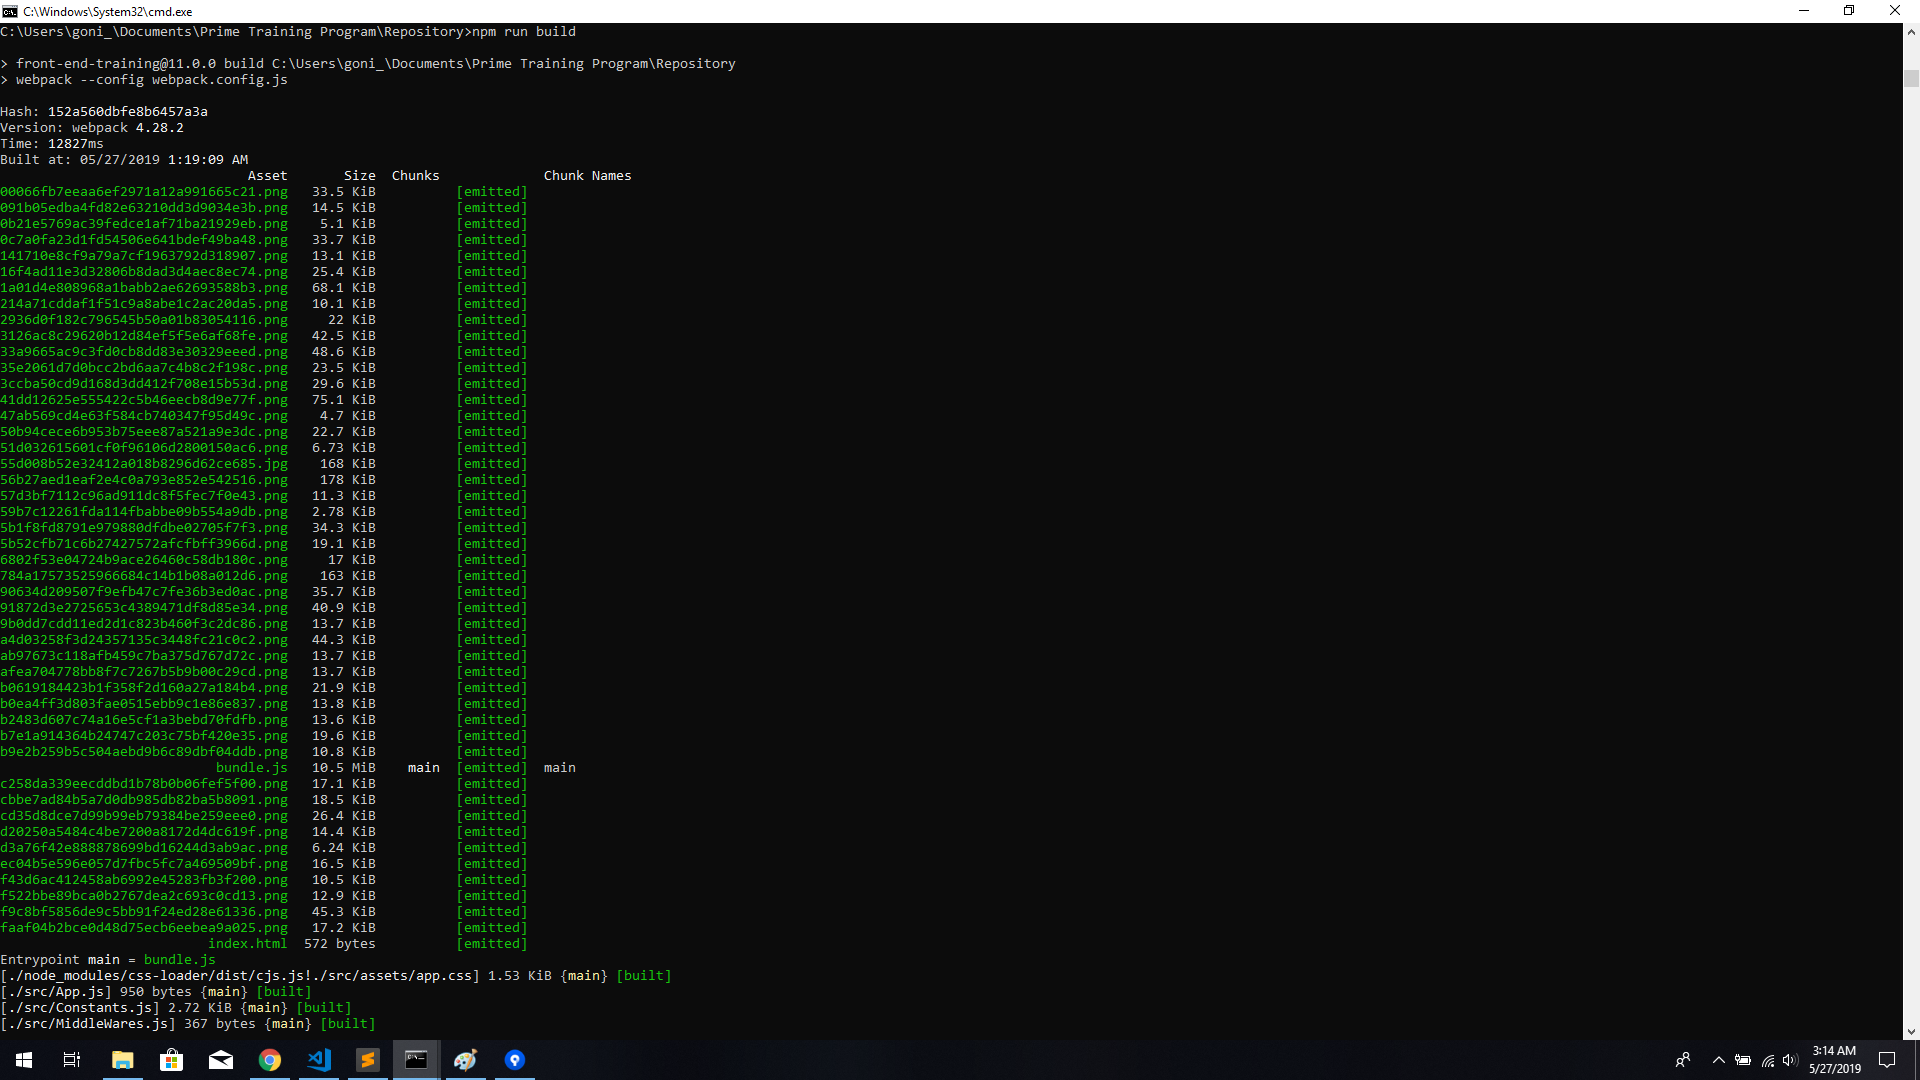 C:\Windows\System32\cmd.exe
C:\Users\goni_\Documents\Prime Training Program\Repository>npm run build
> front-end-training@11.0.0 build C:\Users\goni_\Documents\Prime Training Program\Repository
> webpack --config webpack.config.js
Hash: 152a560dbfe8b6457a3a
Version: webpack 4.28.2
Time: 12827ms
Built at: 05/27/2019 1:19:09 AM
Asset Size Chunks Chunk Names
00066fb7eeaa6ef2971a12a991665c21.png 33.5 KiB [emitted]
091b05edba4fd82e63210dd3d9034e3b.png 14.5 KiB [emitted]
0b21e5769ac39fedce1af71ba21929eb.png 5.1 KiB [emitted]
0c7a0fa23d1fd54506e641bdef49ba48.png 33.7 KiB [emitted]
141710e8cf9a79a7cf1963792d318907.png 13.1 KiB [emitted]
16f4ad11e3d32806b8dad3d4aec8ec74.png 25.4 KiB [emitted]
1a01d4e808968a1babb2ae62693588b3.png 68.1 KiB [emitted]
214a71cddaf1f51c9a8abe1c2ac20da5.png 10.1 KiB [emitted]
2936d0f182c796545b50a01b83054116.png 22 KiB [emitted]
3126ac8c29620b12d84ef5f5e6af68fe.png 42.5 KiB [emitted]
33a9665ac9c3fd0cb8dd83e30329eeed.png 48.6 KiB [emitted]
35e2061d7d0bcc2bd6aa7c4b8c2f198c.png 23.5 KiB [emitted]
3ccba50cd9d168d3dd412f708e15b53d.png 29.6 KiB [emitted]
41dd12625e555422c5b46eecb8d9e77f.png 75.1 KiB [emitted]
47ab569cd4e63f584cb740347f95d49c.png 4.7 KiB [emitted]
50b94cece6b953b75eee87a521a9e3dc.png 22.7 KiB [emitted]
51d032615601cf0f96106d2800150ac6.png 6.73 KiB [emitted]
55d008b52e32412a018b8296d62ce685.jpg 168 KiB [emitted]
56b27aed1eaf2e4c0a793e852e542516.png 178 KiB [emitted]
57d3bf7112c96ad911dc8f5fec7f0e43.png 11.3 KiB [emitted]
59b7c12261fda114fbabbe09b554a9db.png 2.78 KiB [emitted]
5b1f8fd8791e979880dfdbe02705f7f3.png 34.3 KiB [emitted]
5b52cfb71c6b27427572afcfbff3966d.png 19.1 KiB [emitted]
6802f53e04724b9ace26460c58db180c.png 17 KiB [emitted]
784a17573525966684c14b1b08a012d6.png 163 KiB [emitted]
90634d209507f9efb47c7fe36b3ed0ac.png 35.7 KiB [emitted]
91872d3e2725653c4389471df8d85e34.png 40.9 KiB [emitted]
9b0dd7cdd11ed2d1c823b460f3c2dc86.png 13.7 KiB [emitted]
a4d03258f3d24357135c3448fc21c0c2.png 44.3 KiB [emitted]
ab97673c118afb459c7ba375d767d72c.png 13.7 KiB [emitted]
afea704778bb8f7c7267b5b9b00c29cd.png 13.7 KiB [emitted]
b0619184423b1f358f2d160a27a184b4.png 21.9 KiB [emitted]
b0ea4ff3d803fae0515ebb9c1e86e837.png 13.8 KiB [emitted]
b2483d607c74a16e5cf1a3bebd70fdfb.png 13.6 KiB [emitted]
b7e1a914364b24747c203c75bf420e35.png 19.6 KiB [emitted]
b9e2b259b5c504aebd9b6c89dbf04ddb.png 10.8 KiB [emitted]
bundle.js 10.5 MiB main [emitted] main
c258da339eecddbd1b78b0b06fef5f00.png 17.1 KiB [emitted]
cbbe7ad84b5a7d0db985db82ba5b8091.png 18.5 KiB [emitted]
cd35d8dce7d99b99eb79384be259eee0.png 26.4 KiB [emitted]
d20250a5484c4be7200a8172d4dc619f.png 14.4 KiB [emitted]
d3a76f42e888878699bd16244d3ab9ac.png 6.24 KiB [emitted]
ec04b5e596e057d7fbc5fc7a469509bf.png 16.5 KiB [emitted]
f43d6ac412458ab6992e45283fb3f200.png 10.5 KiB [emitted]
f522bbe89bca0b2767dea2c693c0cd13.png 12.9 KiB [emitted]
f9c8bf5856de9c5bb91f24ed28e61336.png 45.3 KiB [emitted]
faaf04b2bce0d48d75ecb6eebea9a025.png 17.2 KiB [emitted]
index.html 572 bytes [emitted]
Entrypoint main = bundle.js
[./node_modules/css-loader/dist/cjs.js!./src/assets/app.css] 1.53 KiB {main} [built]
[./src/App.js] 950 bytes {main} [built]
[./src/Constants.js] 2.72 KiB {main} [built]
[./src/MiddleWares.js] 367 bytes {main} [built]
3:14 AM
5/27/2019